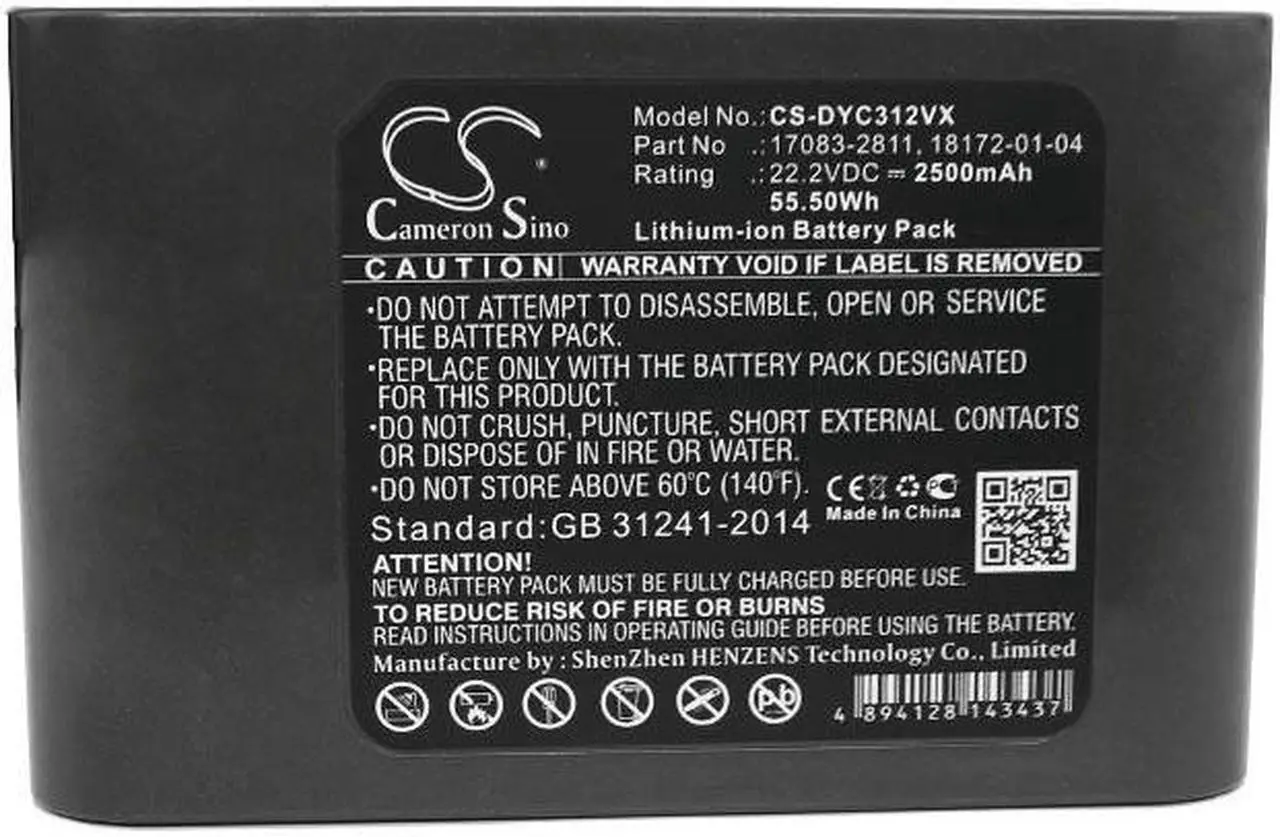 CS
Cameron Sino
Model No.:CS-DYC312VX
Part No .:17083-2811, 18172-01-04
Rating .:22.2VDC ⎓ 2500mAh
55.50Wh
Lithium-ion Battery Pack
CAUTION| WARRANTY VOID IF LABEL IS REMOVED
•DO NOT ATTEMPT TO DISASSEMBLE, OPEN OR SERVICE
THE BATTERY PACK.
•REPLACE ONLY WITH THE BATTERY PACK DESIGNATED
FOR THIS PRODUCT.
•DO NOT CRUSH, PUNCTURE, SHORT EXTERNAL CONTACTS
OR DISPOSE OF IN FIRE OR WATER.
•DO NOT STORE ABOVE 60°C (140°F).
CE
Made In China
Standard:GB 31241-2014
ATTENTION!
NEW BATTERY PACK MUST BE FULLY CHARGED BEFORE USE.
TO REDUCE RISK OF FIRE OR BURNS
READ INSTRUCTIONS IN OPERATING GUIDE BEFORE USING THE BATTERY.
Manufacture by : ShenZhen HENZENS Technology Co., Limited
Pb
4 894128 143437